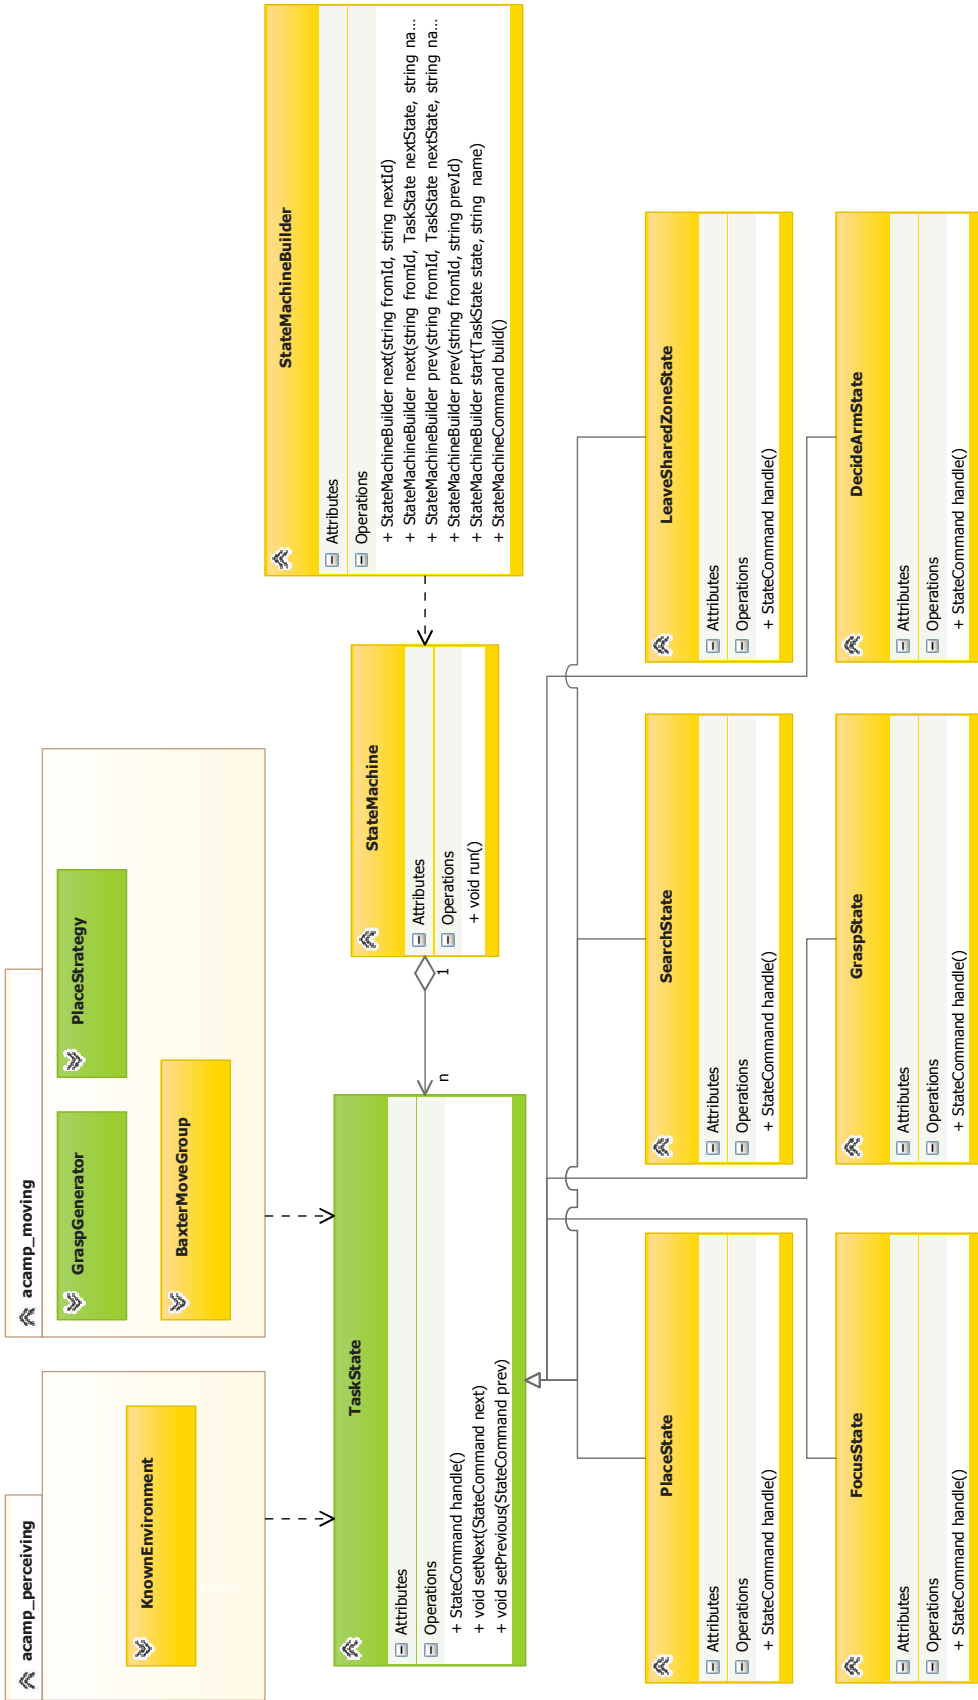 acamp_perceiving
KnownEnvironment
acamp_moving
GraspGenerator
PlaceStrategy
BaxterMoveGroup
TaskState
Attributes
Operations
+ StateCommand handle()
+ void setNext(StateCommand next)
+ void setPrevious(StateCommand prev)
n
1
StateMachine
Attributes
Operations
+ void run()
StateMachineBuilder
Attributes
Operations
+ StateMachineBuilder next(string fromId, string nextId)
+ StateMachineBuilder next(string fromId, TaskState nextState, string na...
+ StateMachineBuilder prev(string fromId, TaskState nextState, string na...
+ StateMachineBuilder prev(string fromId, string prevId)
+ StateMachineBuilder start(TaskState state, string name)
+ StateMachineCommand build()
PlaceState
Attributes
Operations
+ StateCommand handle()
SearchState
Attributes
Operations
+ StateCommand handle()
LeaveSharedZoneState
Attributes
Operations
+ StateCommand handle()
FocusState
Attributes
Operations
+ StateCommand handle()
GraspState
Attributes
Operations
+ StateCommand handle()
DecideArmState
Attributes
Operations
+ StateCommand handle()